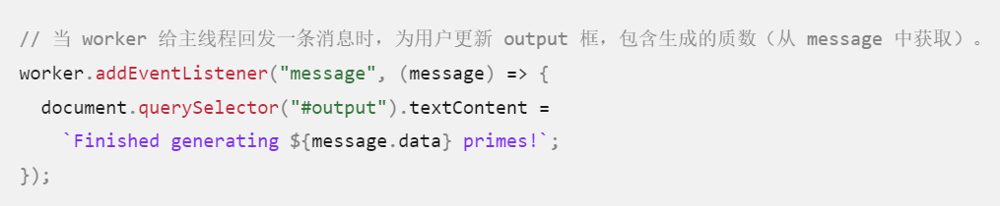 // 当 worker 给主线程回发一条消息时，为用户更新 output 框，包含生成的质数（从 message 中获取）。
worker.addEventListener("message", (message) => {
  document.querySelector("#output").textContent =
    `Finished generating ${message.data} primes!`;
});